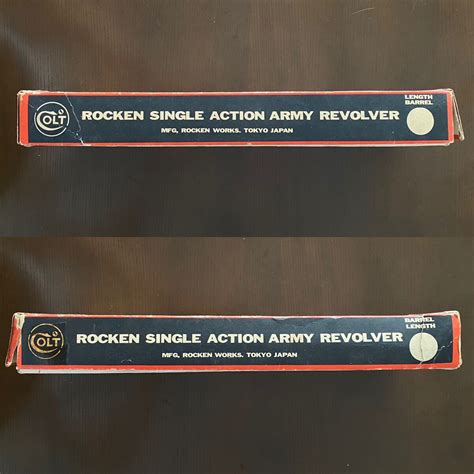 COLT
ROCKEN SINGLE ACTION ARMY REVOLVER
MFG, ROCKEN WORKS. TOKYO JAPAN
LENGTH
BARREL
COLT
ROCKEN SINGLE ACTION ARMY REVOLVER
MFG, ROCKEN WORKS. TOKYO JAPAN
BARREL
LENGTH